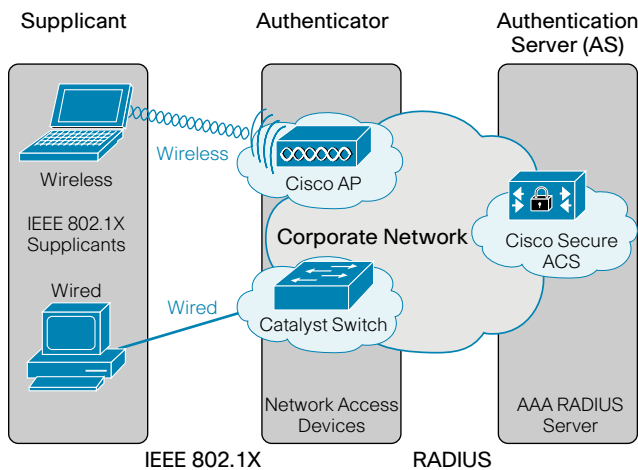 Supplicant
Authenticator
Authentication
Server (AS)
Wireless
Wireless
Cisco AP
IEEE 802.1X
Supplicants
Corporate Network
Cisco Secure
ACS
Wired
Wired
Catalyst Switch
Network Access
Devices
AAA RADIUS
Server
IEEE 802.1X
RADIUS